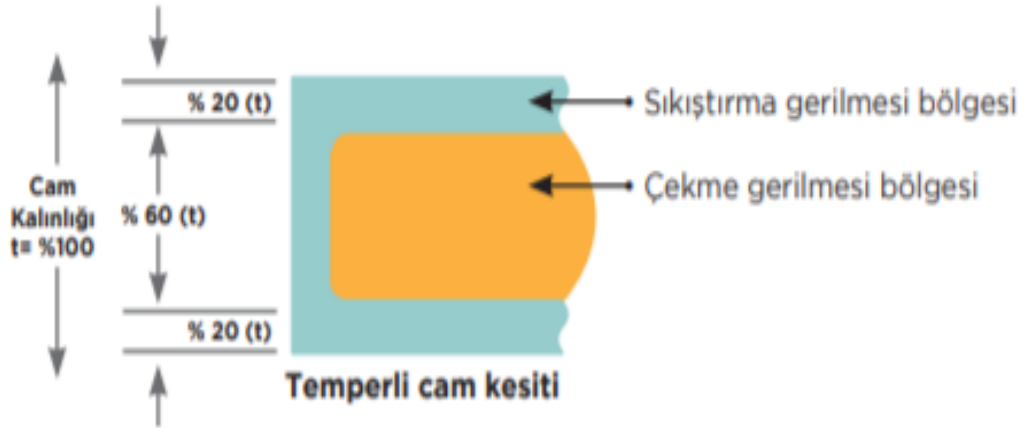 % 20 (t)
Sıkıştırma gerilmesi bölgesi
Cam
Kalınlığı
t= %100
% 60 (t)
Çekme gerilmesi bölgesi
% 20 (t)
Temperli cam kesiti